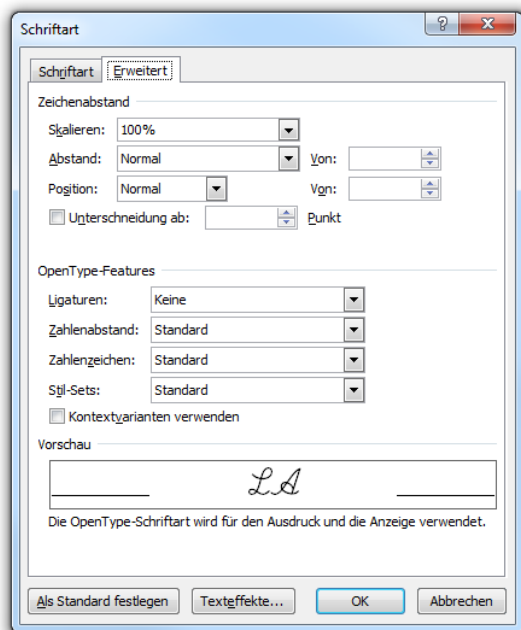 Schriftart
Schriftart Erweitert
Zeichenabstand
Skalieren: 100%
Abstand: Normal Von:
Position: Normal Von:
Unterschneidung ab: Punkt
OpenType-Features
Ligaturen: Keine
Zahlenabstand: Standard
Zahlenzeichen: Standard
Stil-Sets: Standard
Kontextvarianten verwenden
Vorschau
LA
Die OpenType-Schriftart wird für den Ausdruck und die Anzeige verwendet.
Als Standard festlegen Texteffekte... OK Abbrechen